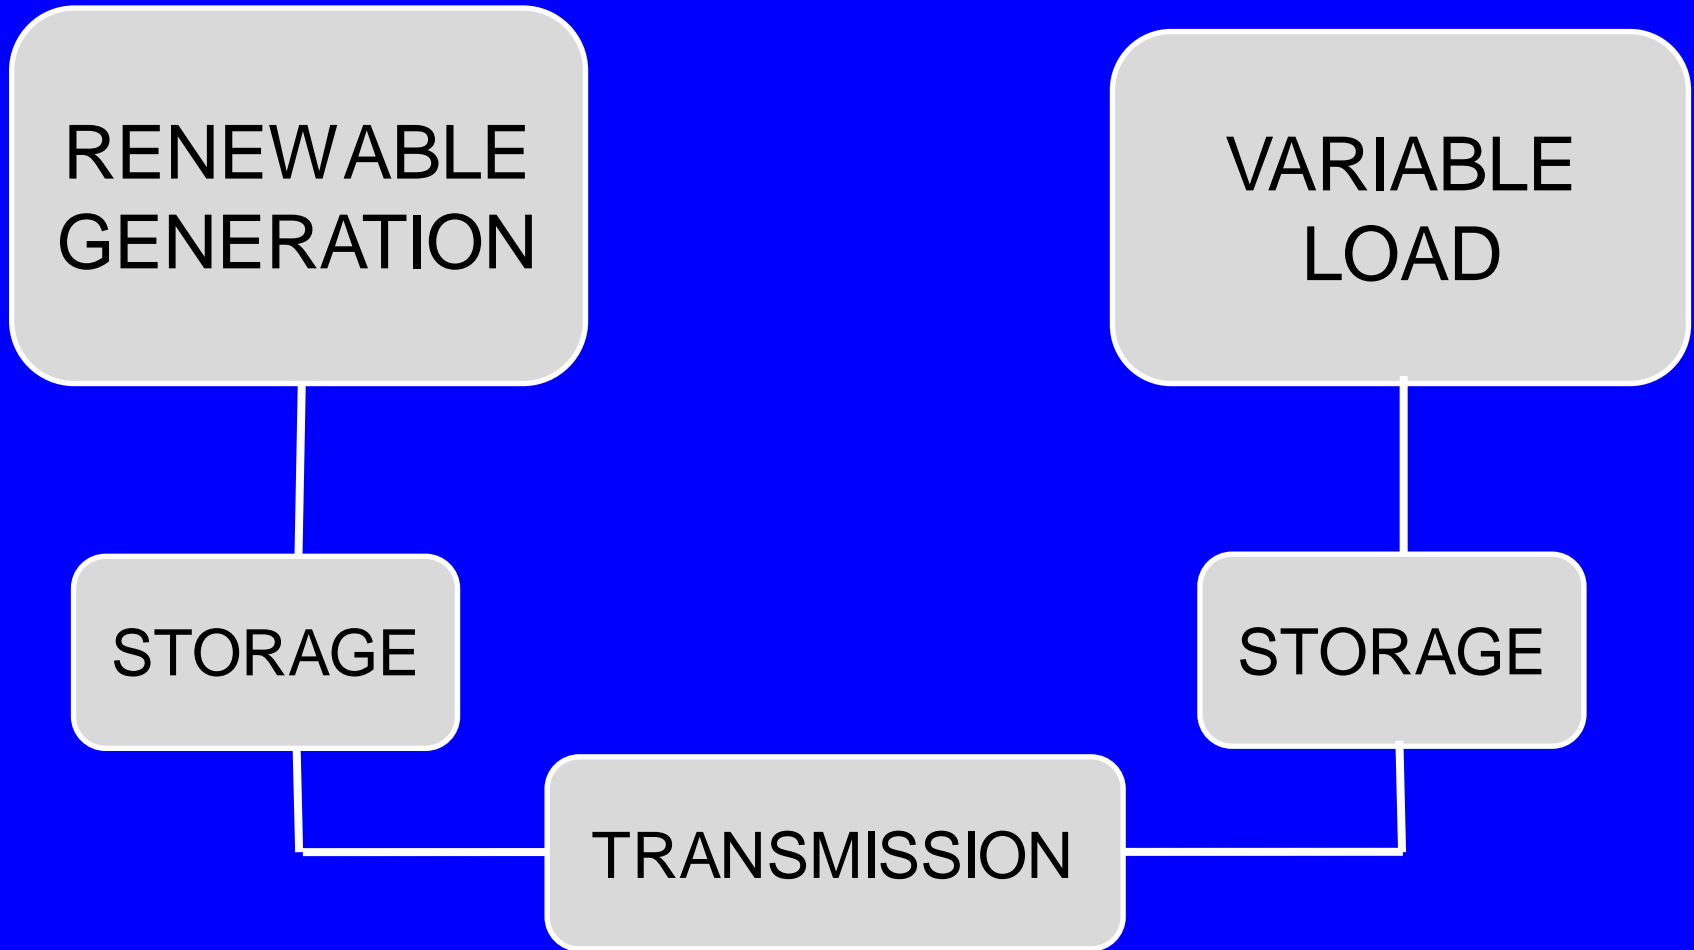 RENEWABLE
GENERATION
VARIABLE
LOAD
STORAGE
STORAGE
TRANSMISSION